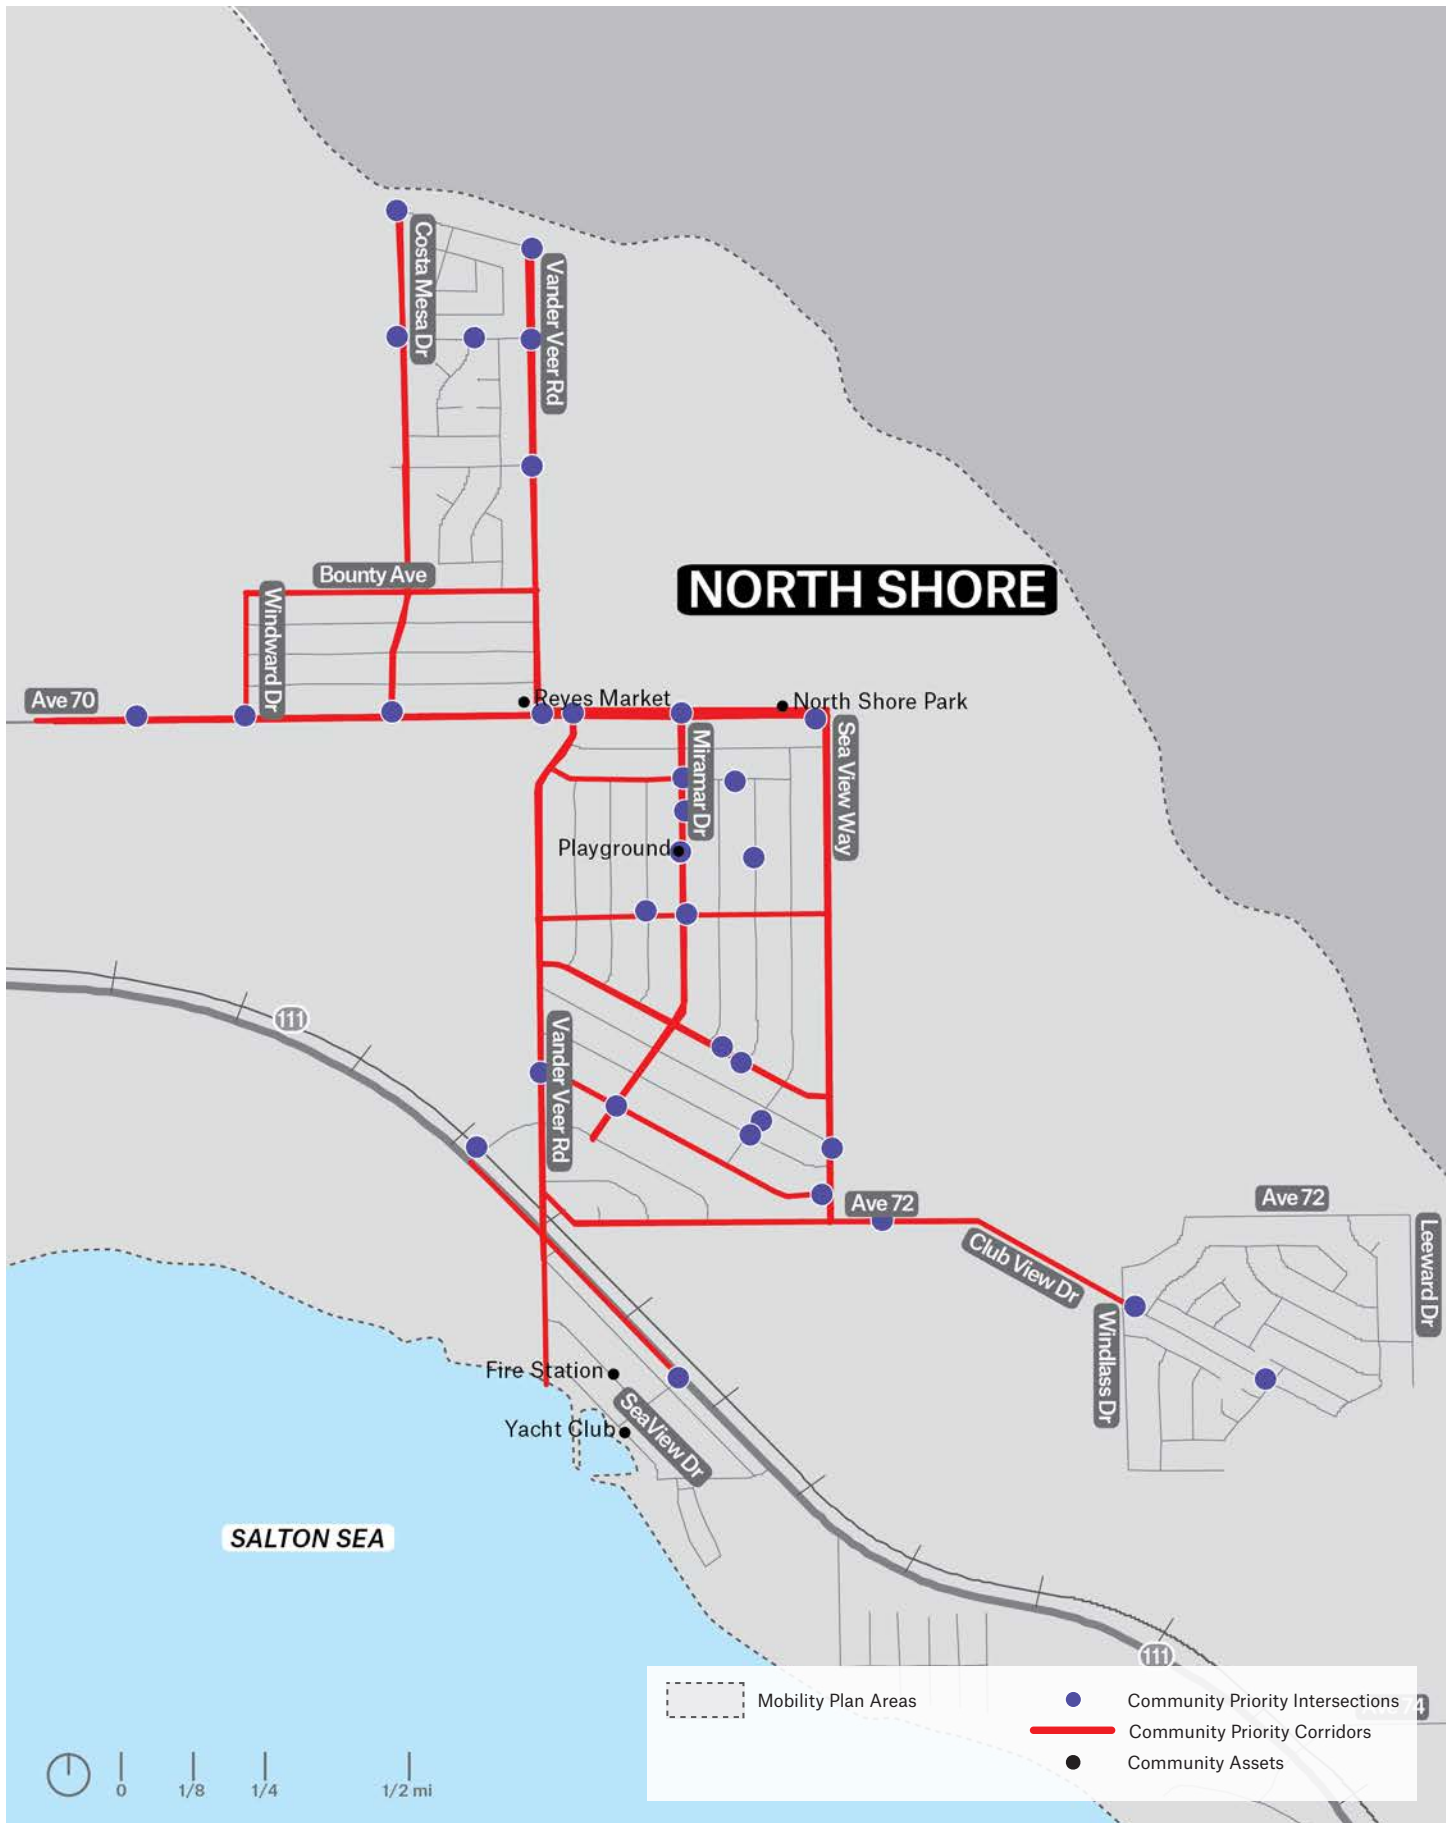 Costa Mesa Dr
Vander Veer Rd
Bounty Ave
NORTH SHORE
Windward Dr
Ave 70
Reyes Market
North Shore Park
Miramar Dr
Sea View Way
Playground
111
Vander Veer Rd
Ave 72
Ave 72
Club View Dr
Leeward Dr
Windlass Dr
Fire Station
SeaView Dr
Yacht Club
SALTON SEA
111
Mobility Plan Areas
Community Priority Intersections
Ave 74
Community Priority Corridors
Community Assets
0 1/8 1/4 1/2 mi